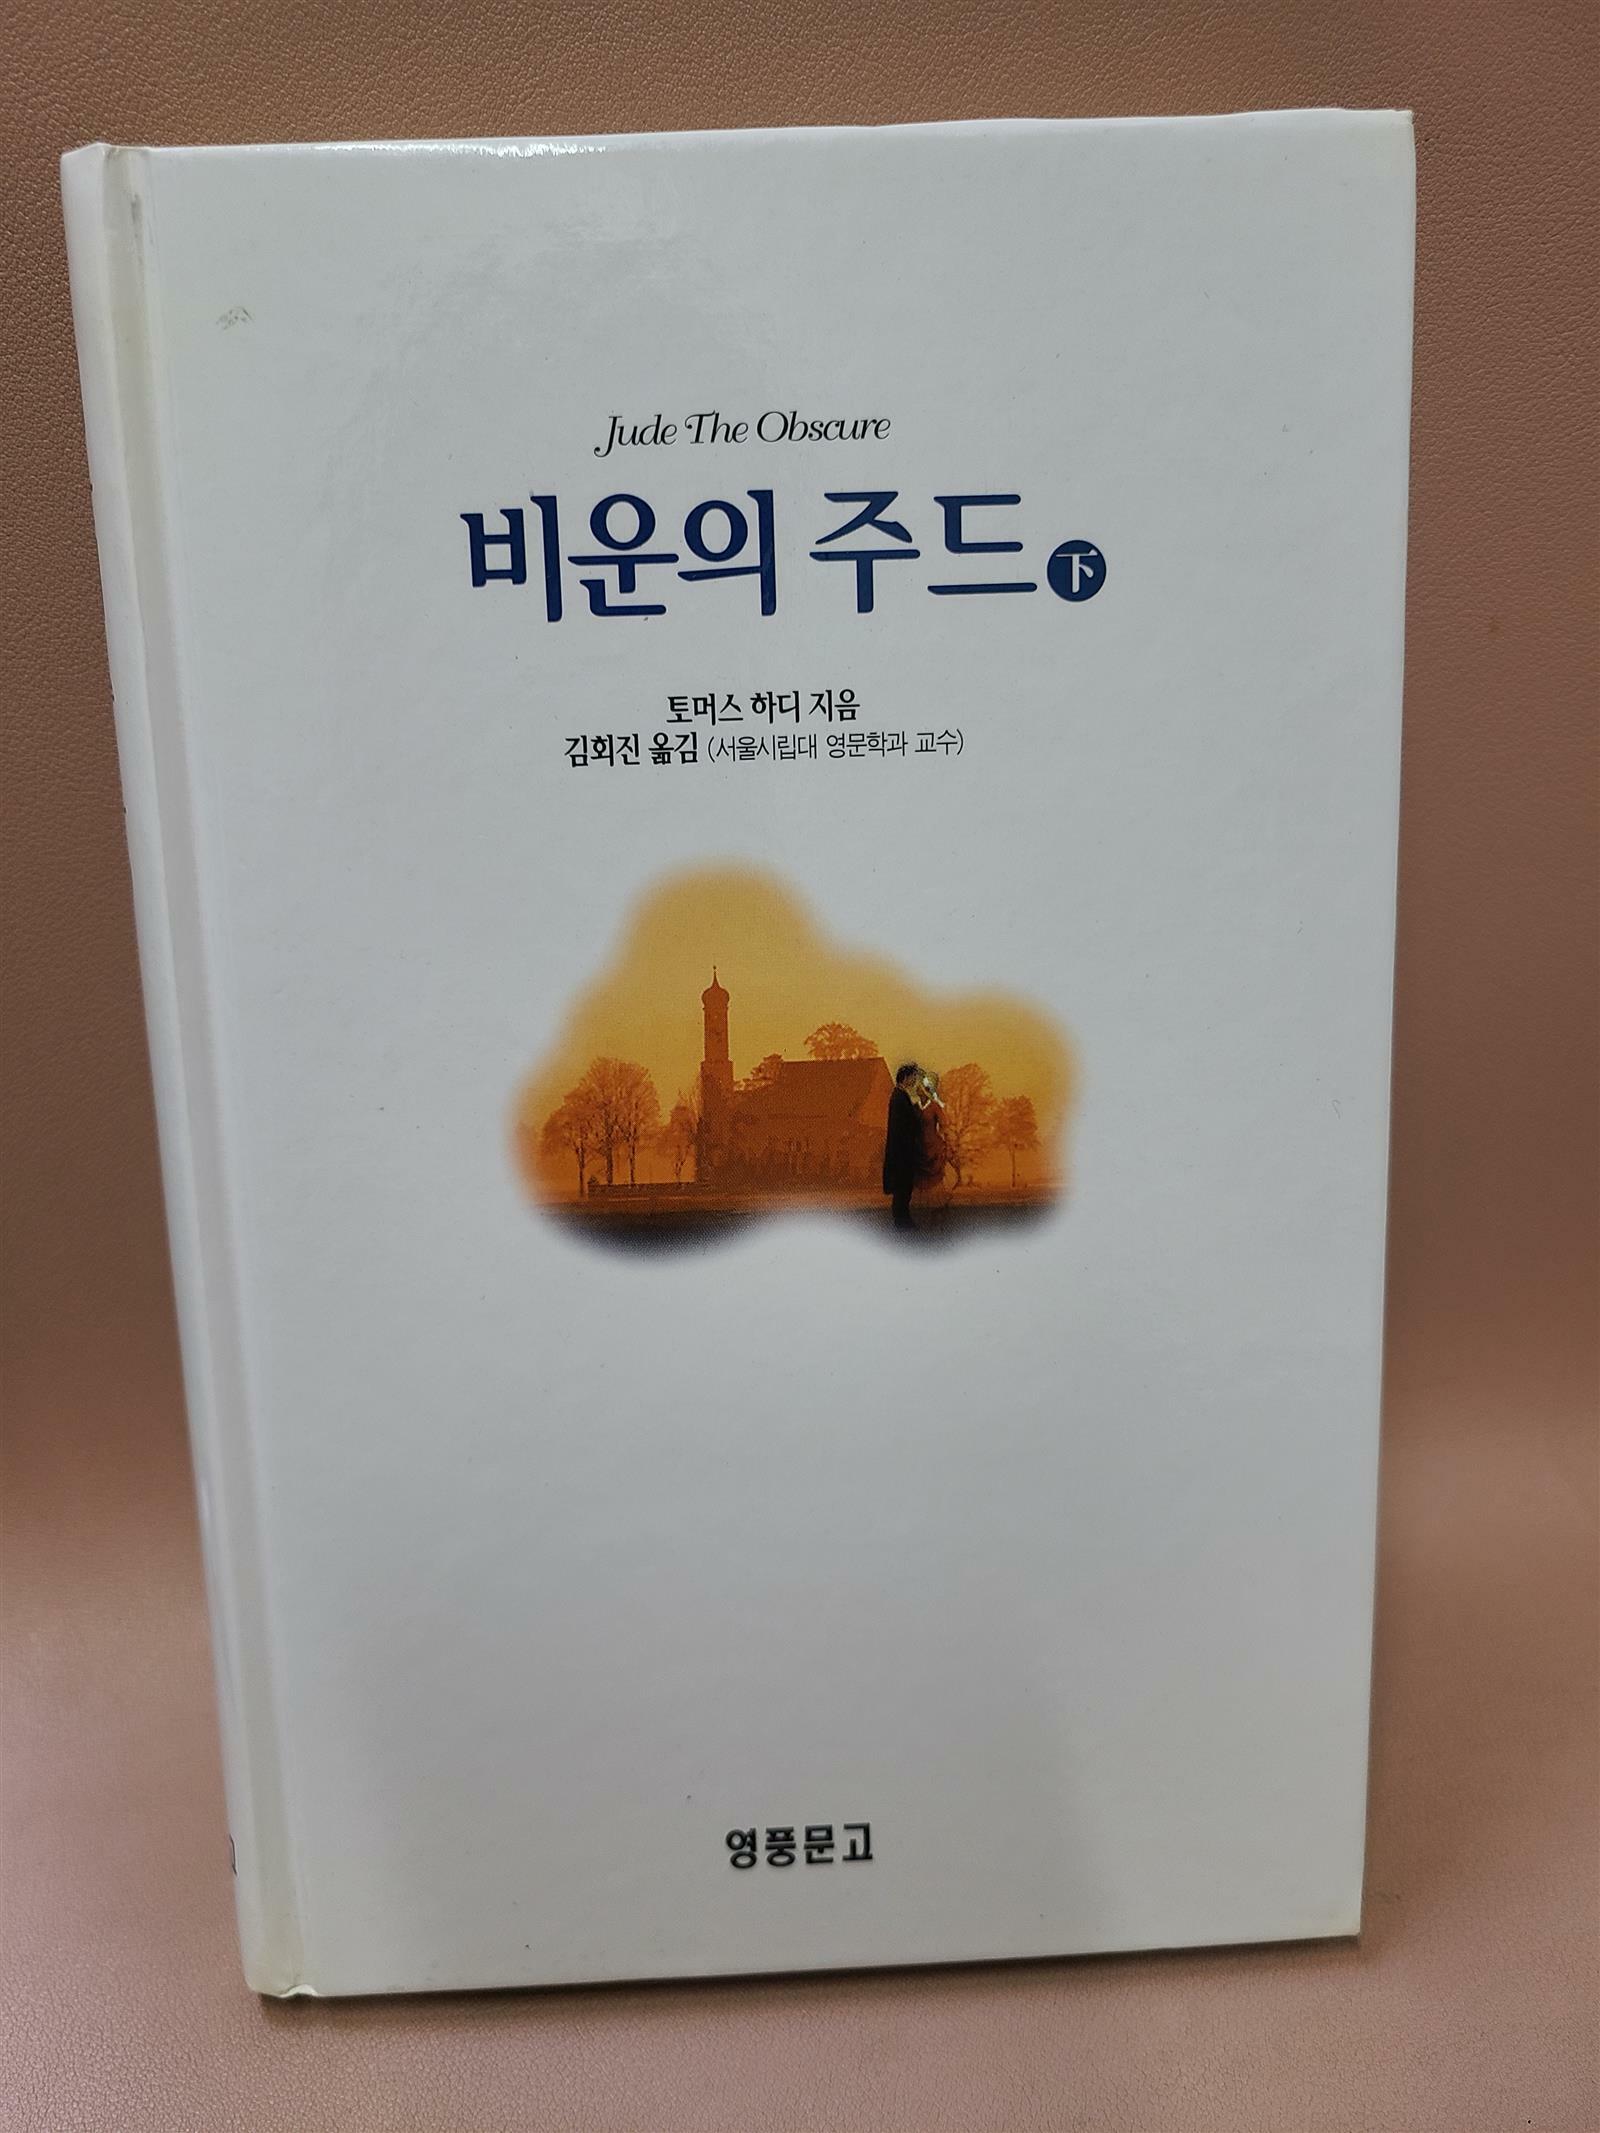 Jude The Obscure
비운의 주드 下
토머스 하디 지음
김회진 옮김 (서울시립대 영문학과 교수)
영풍문고